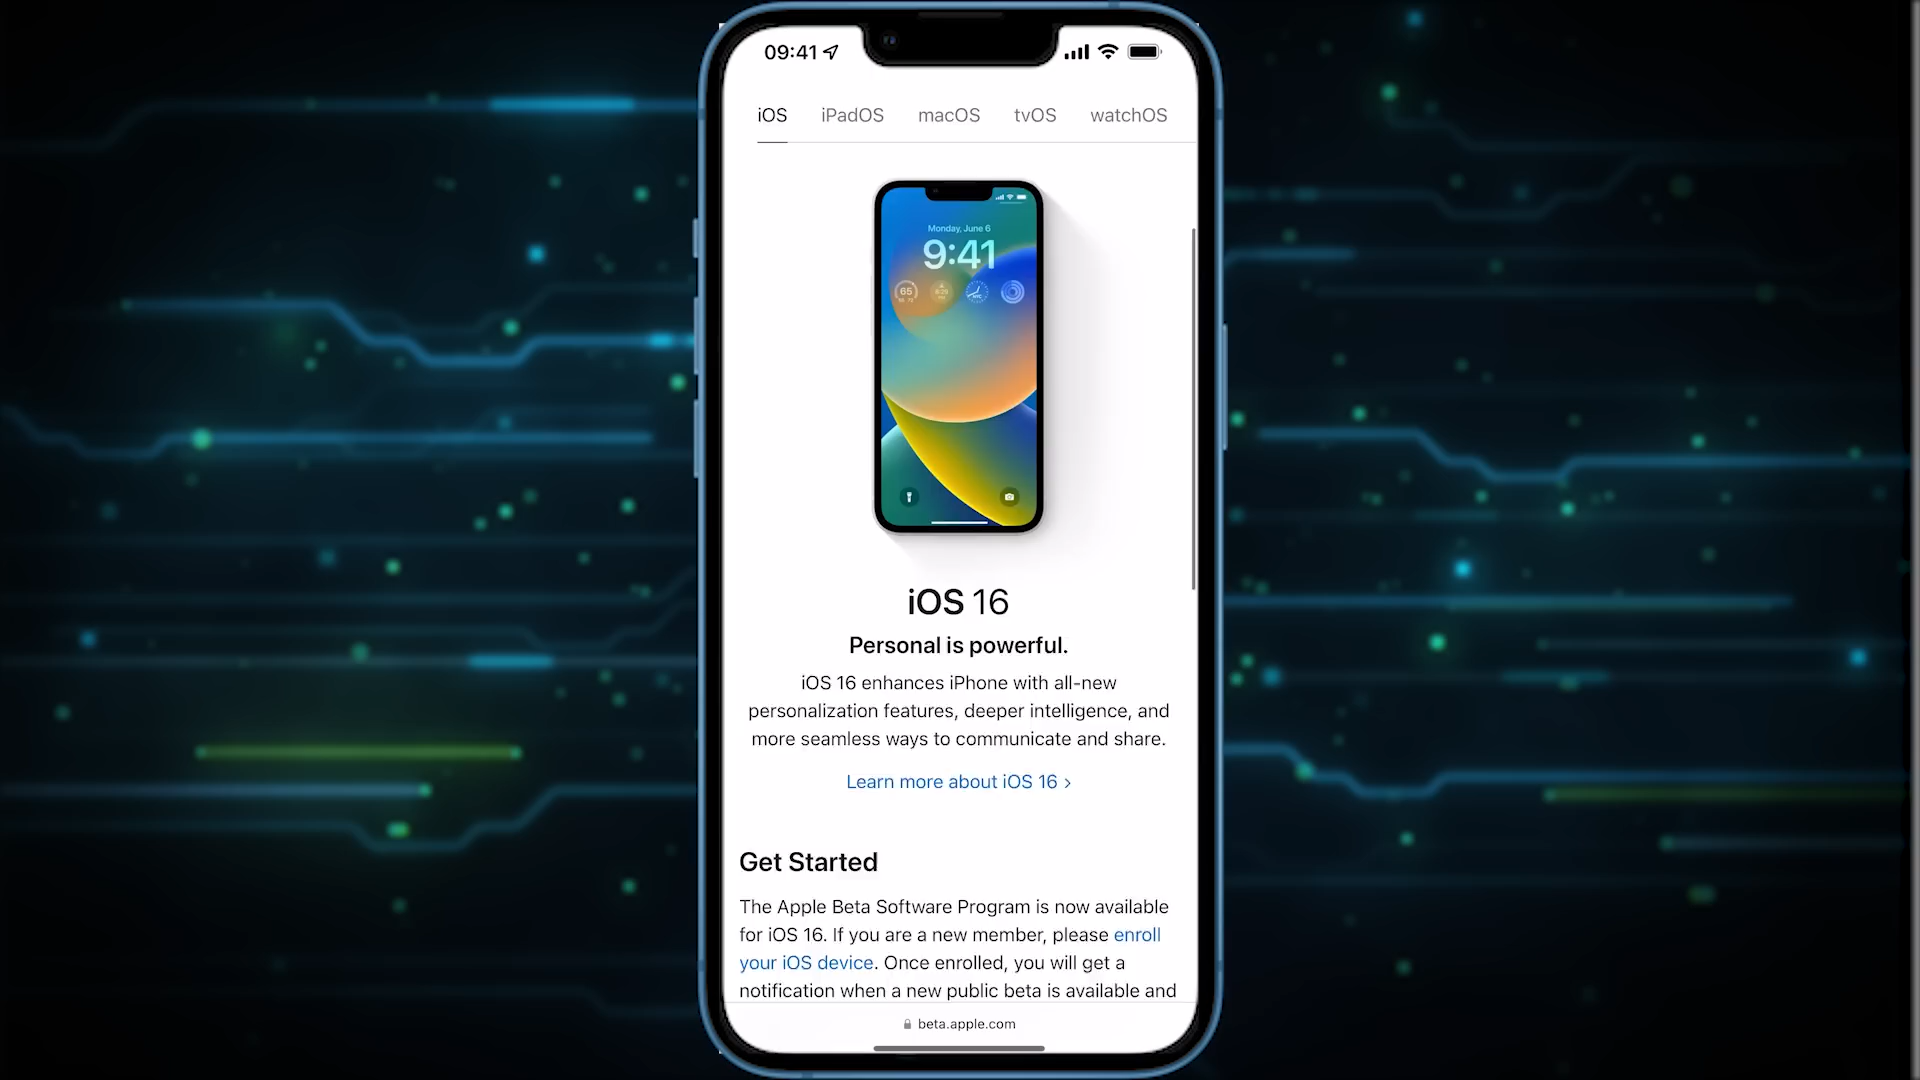 09:41
iOS iPadOS macOS tvOS watchOS
Monday, June 6
9:41
65
8:29
NYC
iOS 16
Personal is powerful.
iOS 16 enhances iPhone with all-new
personalization features, deeper intelligence, and
more seamless ways to communicate and share.
Learn more about iOS 16 >
Get Started
The Apple Beta Software Program is now available
for iOS 16. If you are a new member, please enroll
your iOS device. Once enrolled, you will get a
notification when a new public beta is available and
beta.apple.com